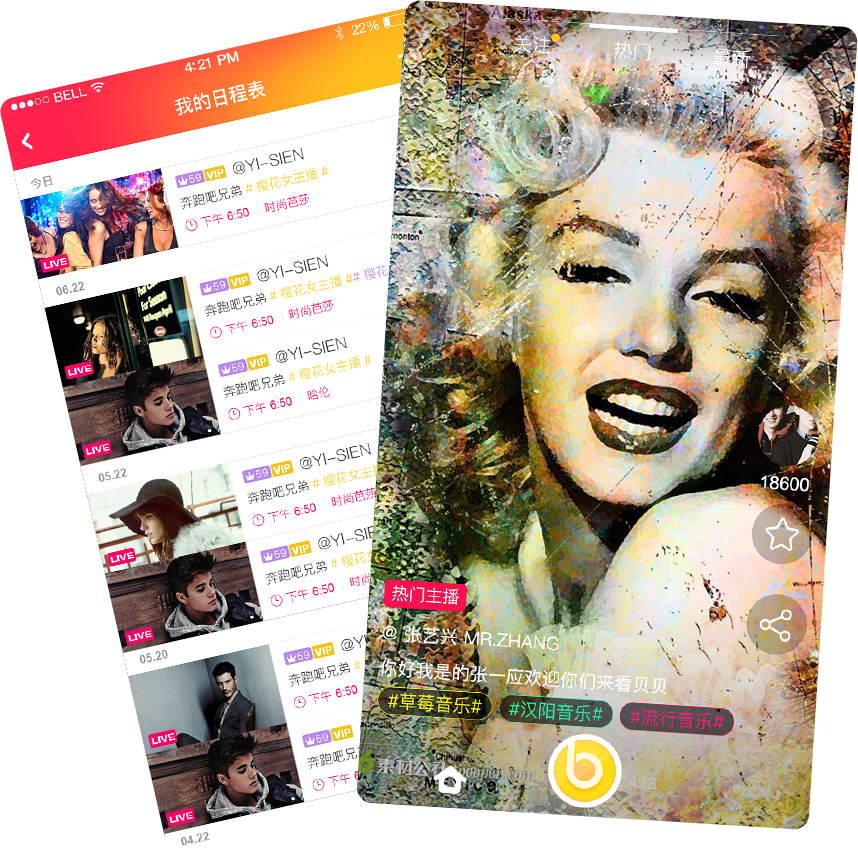 BELL
4:21 PM
22%
我的日程表
今日
59 VIP @YI-SIEN
奔跑吧兄弟 # 樱花女主播 #
下午 6:50 时尚芭莎
LIVE
06.22
59 VIP @YI-SIEN
奔跑吧兄弟 # 樱花女主播 ## 樱花
下午 6:50 时尚芭莎
LIVE
59 VIP @YI-SIEN
奔跑吧兄弟 # 樱花女主播 #
下午 6:50 哈伦
LIVE
05.22
59 VIP @YI-SIEN
奔跑吧兄弟 # 樱花女主播
下午 6:50 时尚芭莎
LIVE
59 VIP @YI-SIE
奔跑吧兄弟 # 樱花
下午 6:50 时尚
LIVE
05.20
59 VIP @Y
奔跑吧兄弟 #
下午 6:50
LIVE
59 VIP
奔跑吧兄
下午 6
LIVE
04.22
Alaska
关注
热门
最新
monton
18600
热门主播
@ 张艺兴 MR.ZHANG
你好我是的张一应欢迎你们来看贝贝
#草莓音乐#
#汉阳音乐#
#流行音乐#